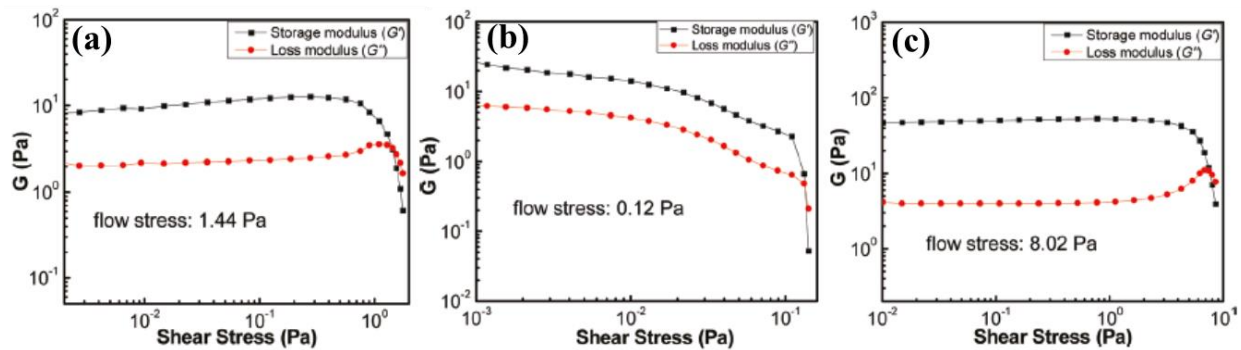 (a)
Storage modulus (G')
Loss modulus (G'')
10²
10¹
10⁰
10⁻¹
G (Pa)
flow stress: 1.44 Pa
10⁻²
10⁻¹
10⁰
Shear Stress (Pa)
(b)
Storage modulus (G')
Loss modulus (G'')
10²
10¹
10⁰
10⁻¹
10⁻²
G (Pa)
flow stress: 0.12 Pa
10⁻³
10⁻²
10⁻¹
Shear Stress (Pa)
(c)
Storage modulus (G')
Loss modulus (G'')
10³
10²
10¹
10⁰
G (Pa)
flow stress: 8.02 Pa
10⁻²
10⁻¹
10⁰
10¹
Shear Stress (Pa)